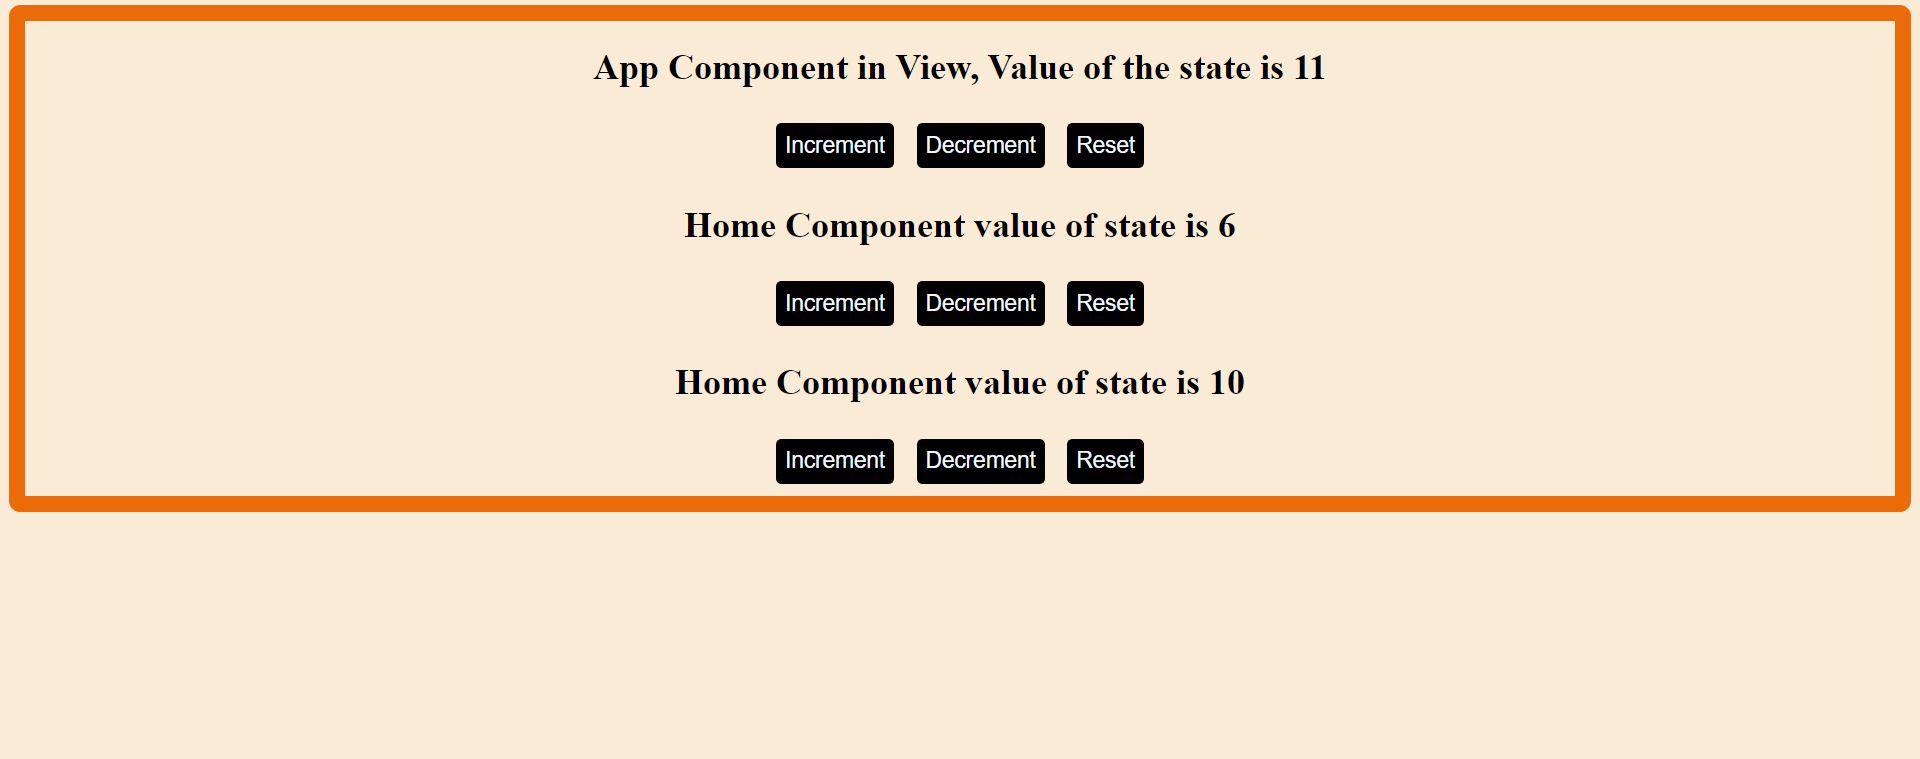 App Component in View, Value of the state is 11
Increment Decrement Reset
Home Component value of state is 6
Increment Decrement Reset
Home Component value of state is 10
Increment Decrement Reset